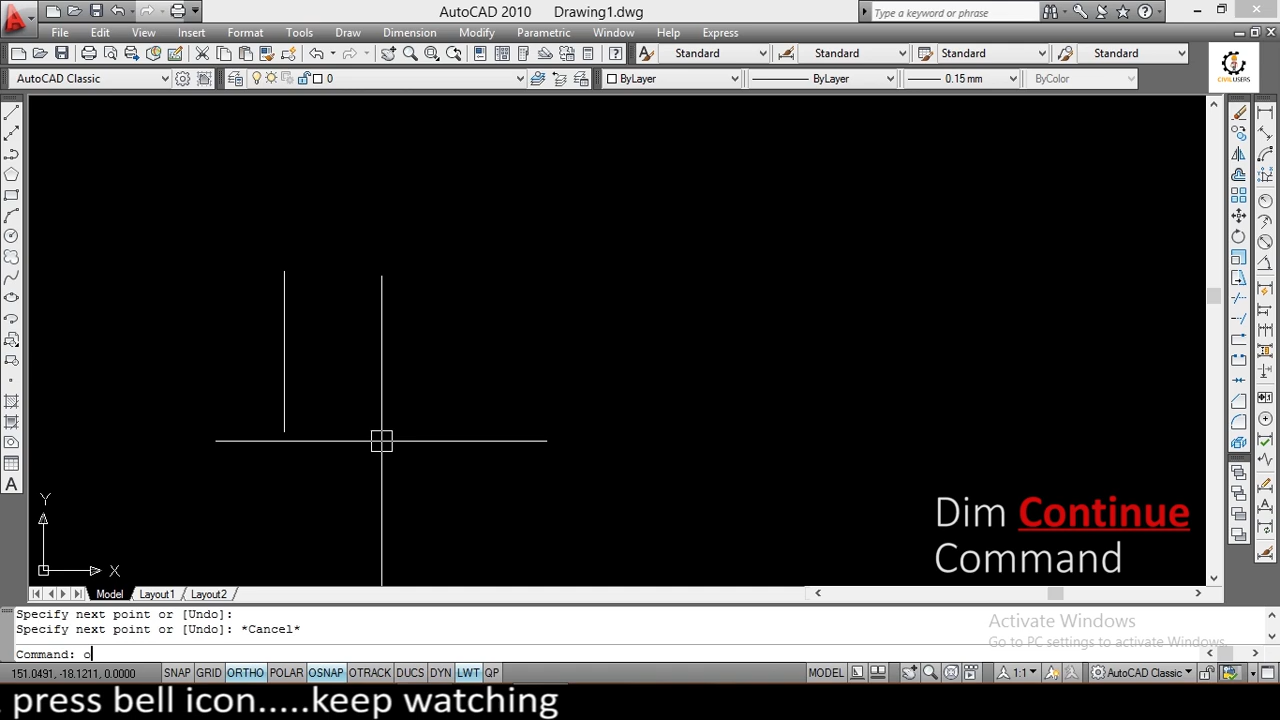 AutoCAD 2010 Drawing1.dwg
Type a keyword or phrase
File Edit View Insert Format Tools Draw Dimension Modify Parametric Window Help Express
Standard Standard Standard Standard
AutoCAD Classic 0 ByLayer ByLayer 0.15 mm ByColor
CIVIL USERS
Y
X
Dim Continue
Command
Model Layout1 Layout2
Specify next point or [Undo]:
Specify next point or [Undo]: *Cancel*
Command: o
Activate Windows
Go to PC settings to activate Windows.
151.0491, -18.1211, 0.0000 SNAP GRID ORTHO POLAR OSNAP OTRACK DUCS DYN LWT QP MODEL 1:1 AutoCAD Classic
press bell icon.....keep watching